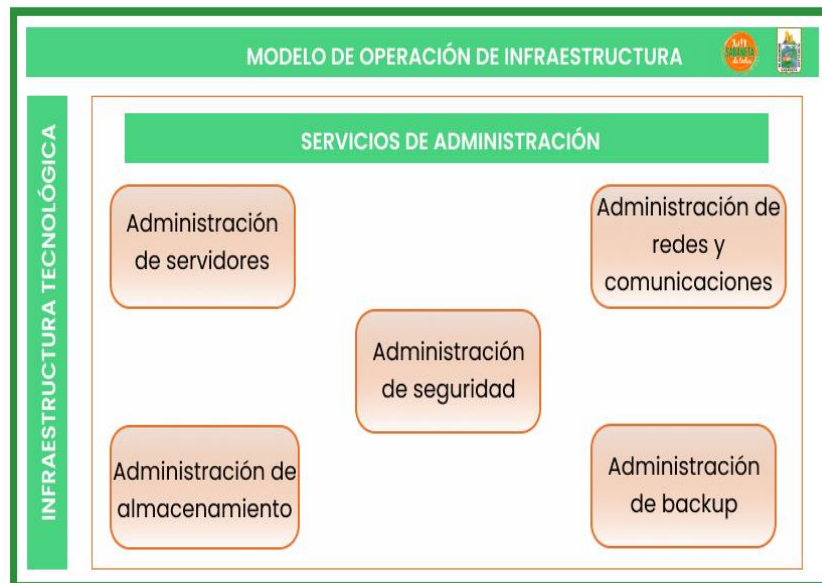 MODELO DE OPERACIÓN DE INFRAESTRUCTURA
INFRAESTRUCTURA TECNOLÓGICA
SERVICIOS DE ADMINISTRACIÓN
Administración
de servidores
Administración de
redes y
comunicaciones
Administración
de seguridad
Administración de
almacenamiento
Administración
de backup